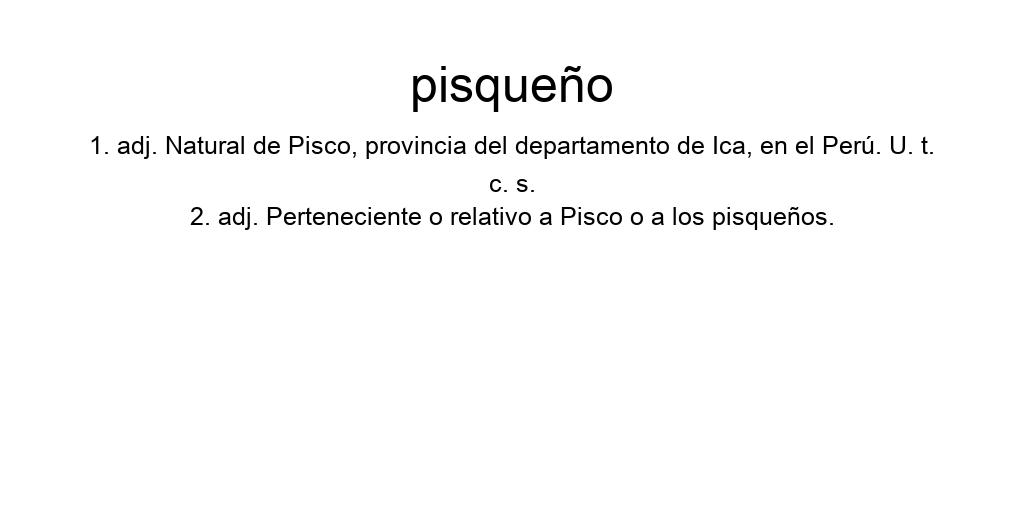 pisqueño
1. adj. Natural de Pisco, provincia del departamento de Ica, en el Perú. U. t.
c. s.
2. adj. Perteneciente o relativo a Pisco o a los pisqueños.